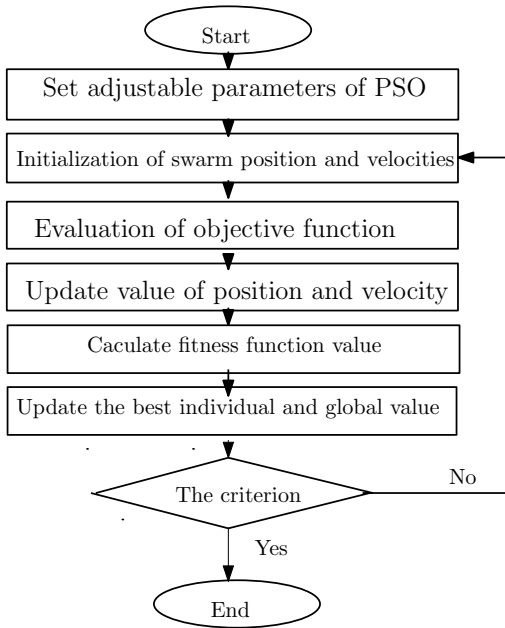 Start
Set adjustable parameters of PSO
Initialization of swarm position and velocities
Evaluation of objective function
Update value of position and velocity
Caculate fitness function value
Update the best individual and global value
The criterion
No
Yes
End